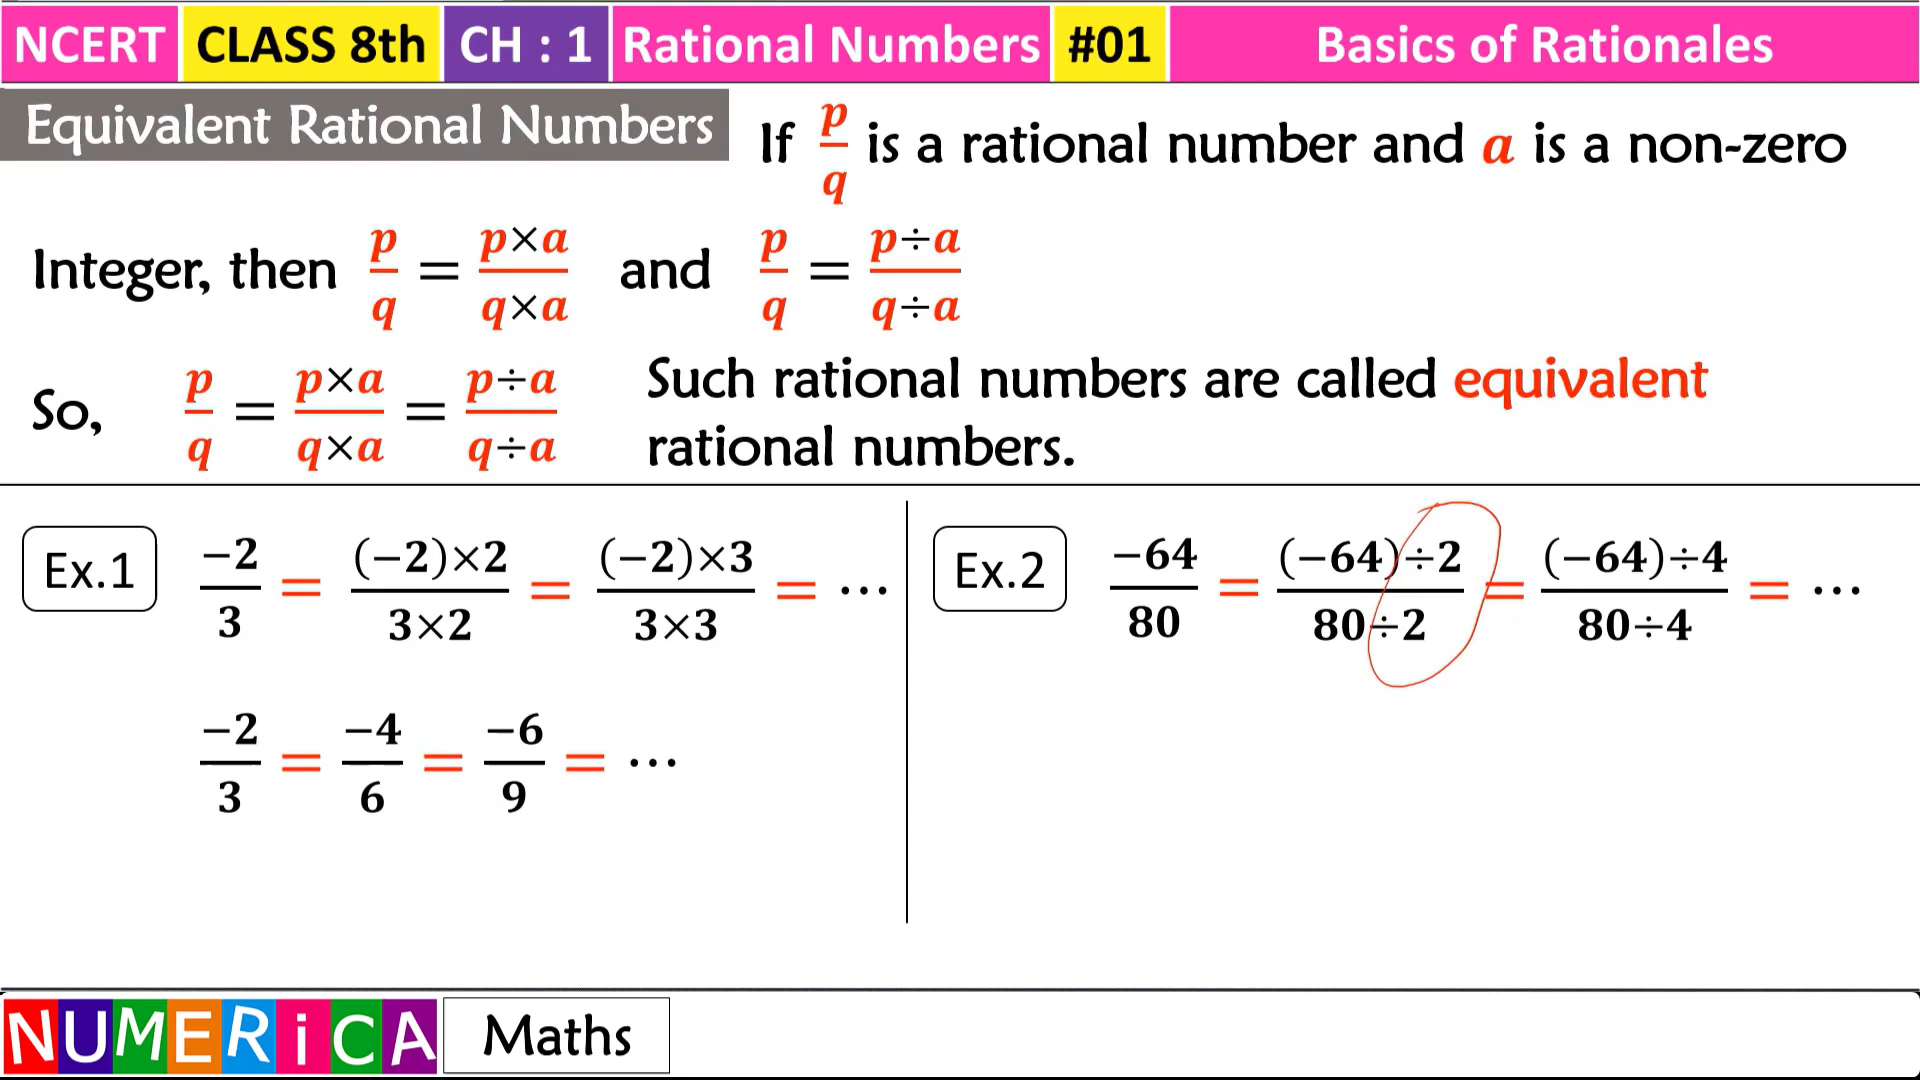 NCERT CLASS 8th CH : 1 Rational Numbers #01 Basics of Rationales
Equivalent Rational Numbers If p/q is a rational number and a is a non-zero
Integer, then p/q = p×a/q×a and p/q = p÷a/q÷a
So, p/q = p×a/q×a = p÷a/q÷a Such rational numbers are called equivalent
rational numbers.
Ex.1 −2/3 = (−2)×2/3×2 = (−2)×3/3×3 = ⋯
−2/3 = −4/6 = −6/9 = ⋯
Ex.2 −64/80 = (−64)÷2/80÷2 = (−64)÷4/80÷4 = ⋯
NUMERiCA Maths